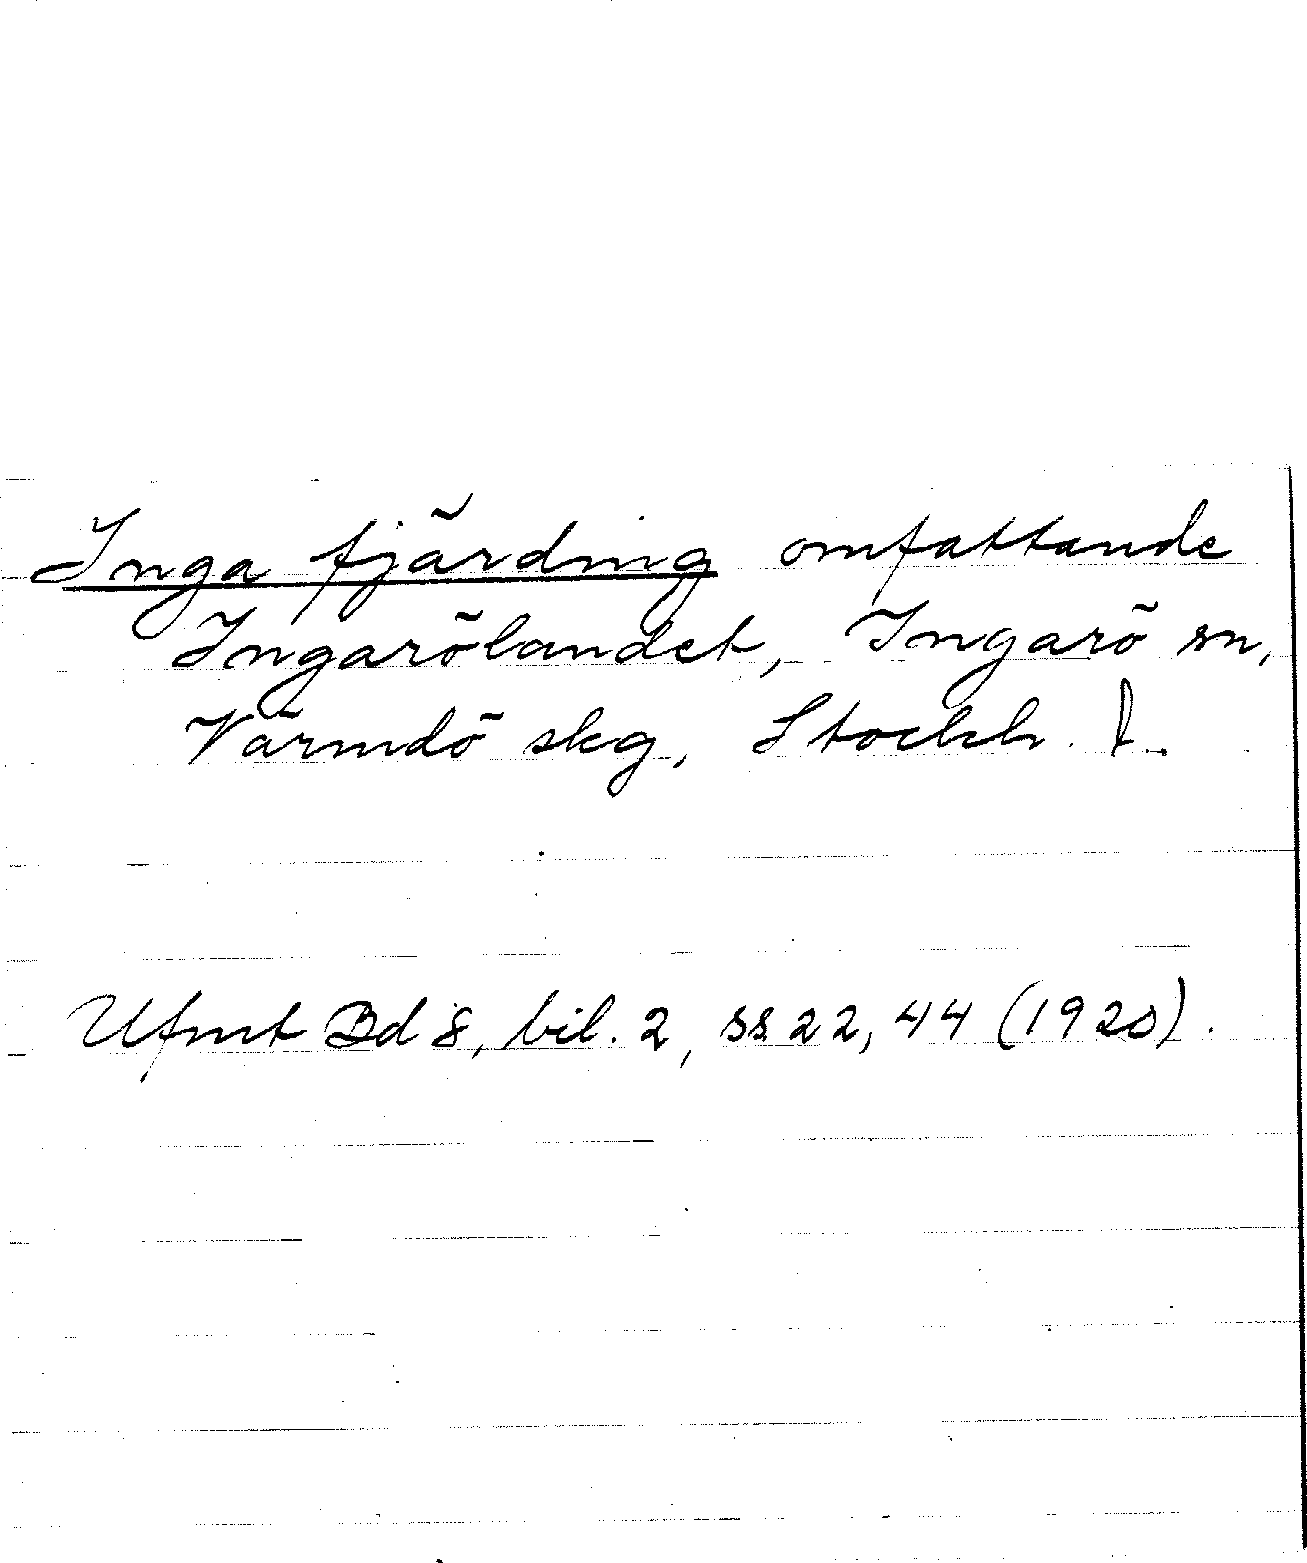 Inga fjärding omfattande
Ingarölandet, Ingarö sn,
Värmdö skg, Stockh. l.
Ufmt Bd 8, bil. 2, ss 22, 44 (1920).